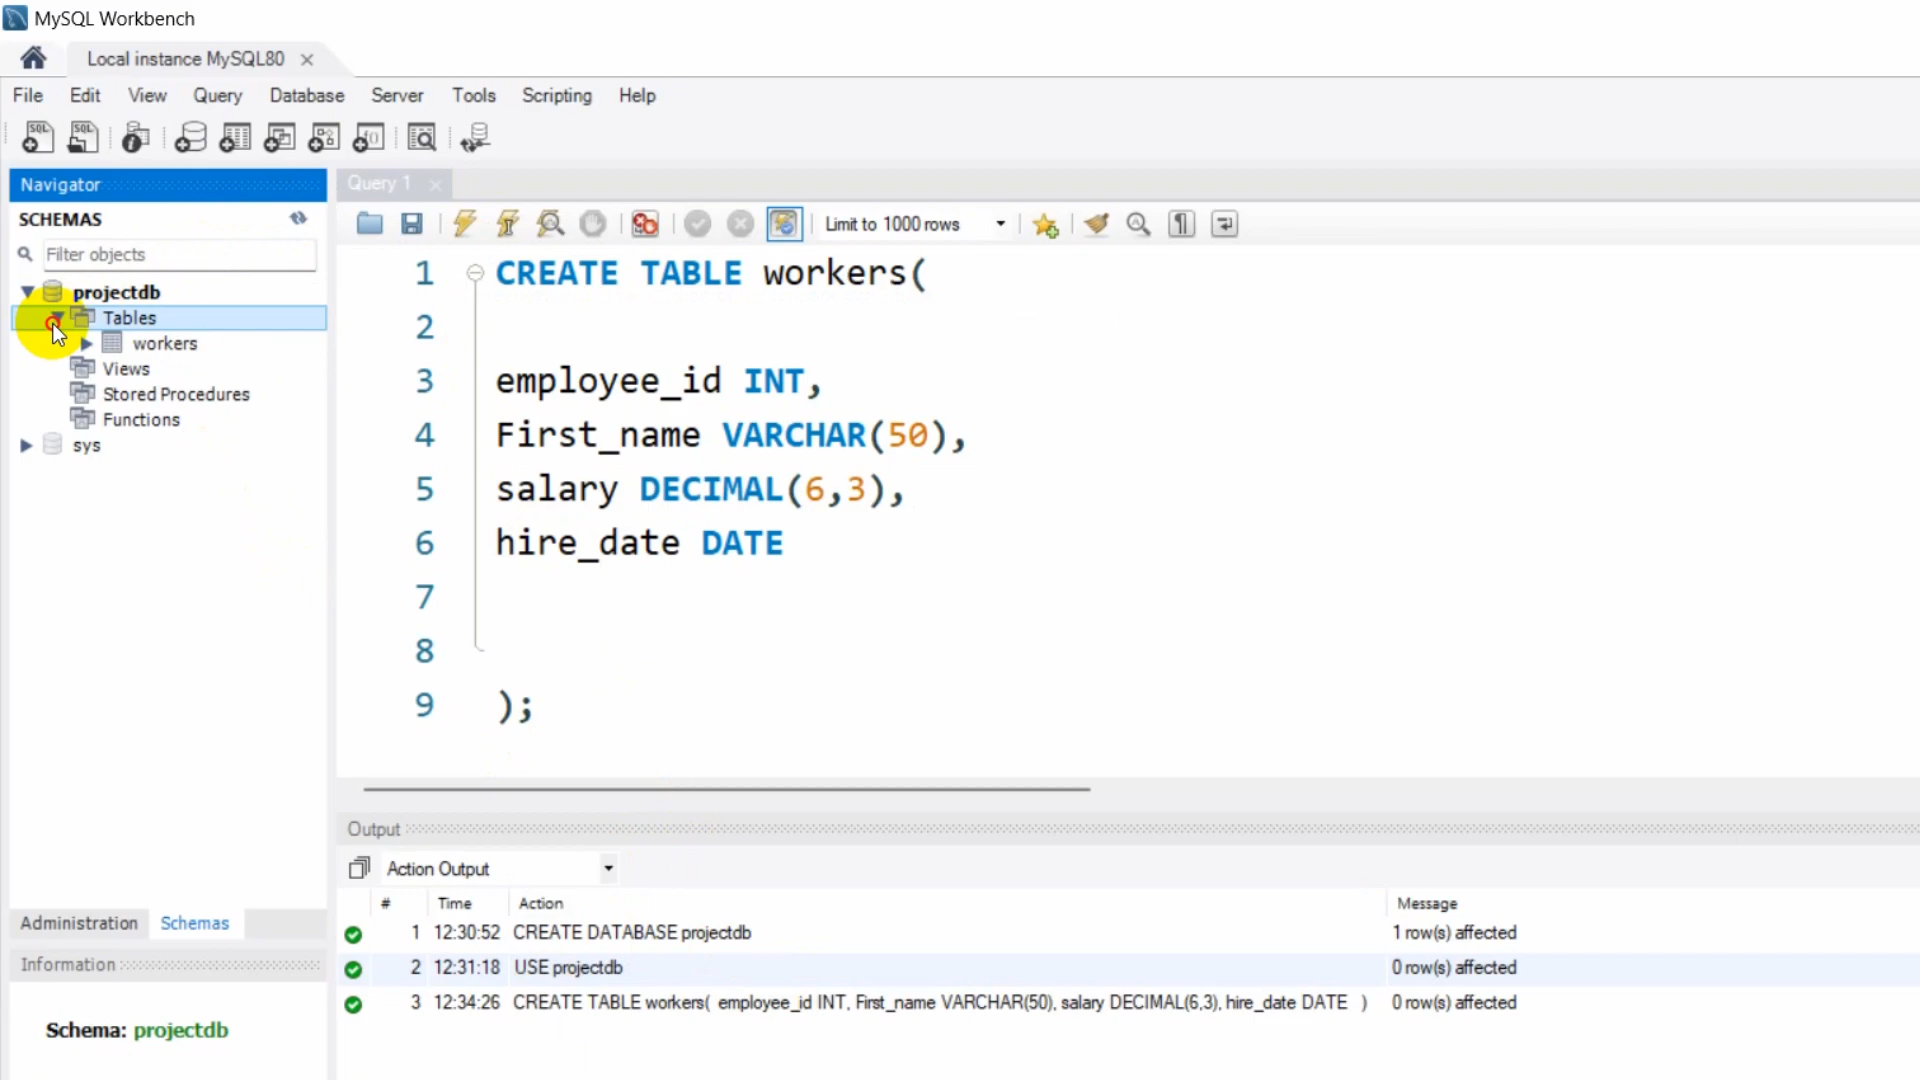 MySQL Workbench
Local instance MySQL80
File Edit View Query Database Server Tools Scripting Help
Navigator
SCHEMAS
Filter objects
projectdb
Tables
workers
Views
Stored Procedures
Functions
sys
Administration Schemas
Information
Schema: projectdb
Query 1
Limit to 1000 rows
1 CREATE TABLE workers(
2
3 employee_id INT,
4 First_name VARCHAR(50),
5 salary DECIMAL(6,3),
6 hire_date DATE
7
8
9 );
Output
Action Output
# Time Action Message
1 12:30:52 CREATE DATABASE projectdb 1 row(s) affected
2 12:31:18 USE projectdb 0 row(s) affected
3 12:34:26 CREATE TABLE workers( employee_id INT, First_name VARCHAR(50), salary DECIMAL(6,3), hire_date DATE ) 0 row(s) affected